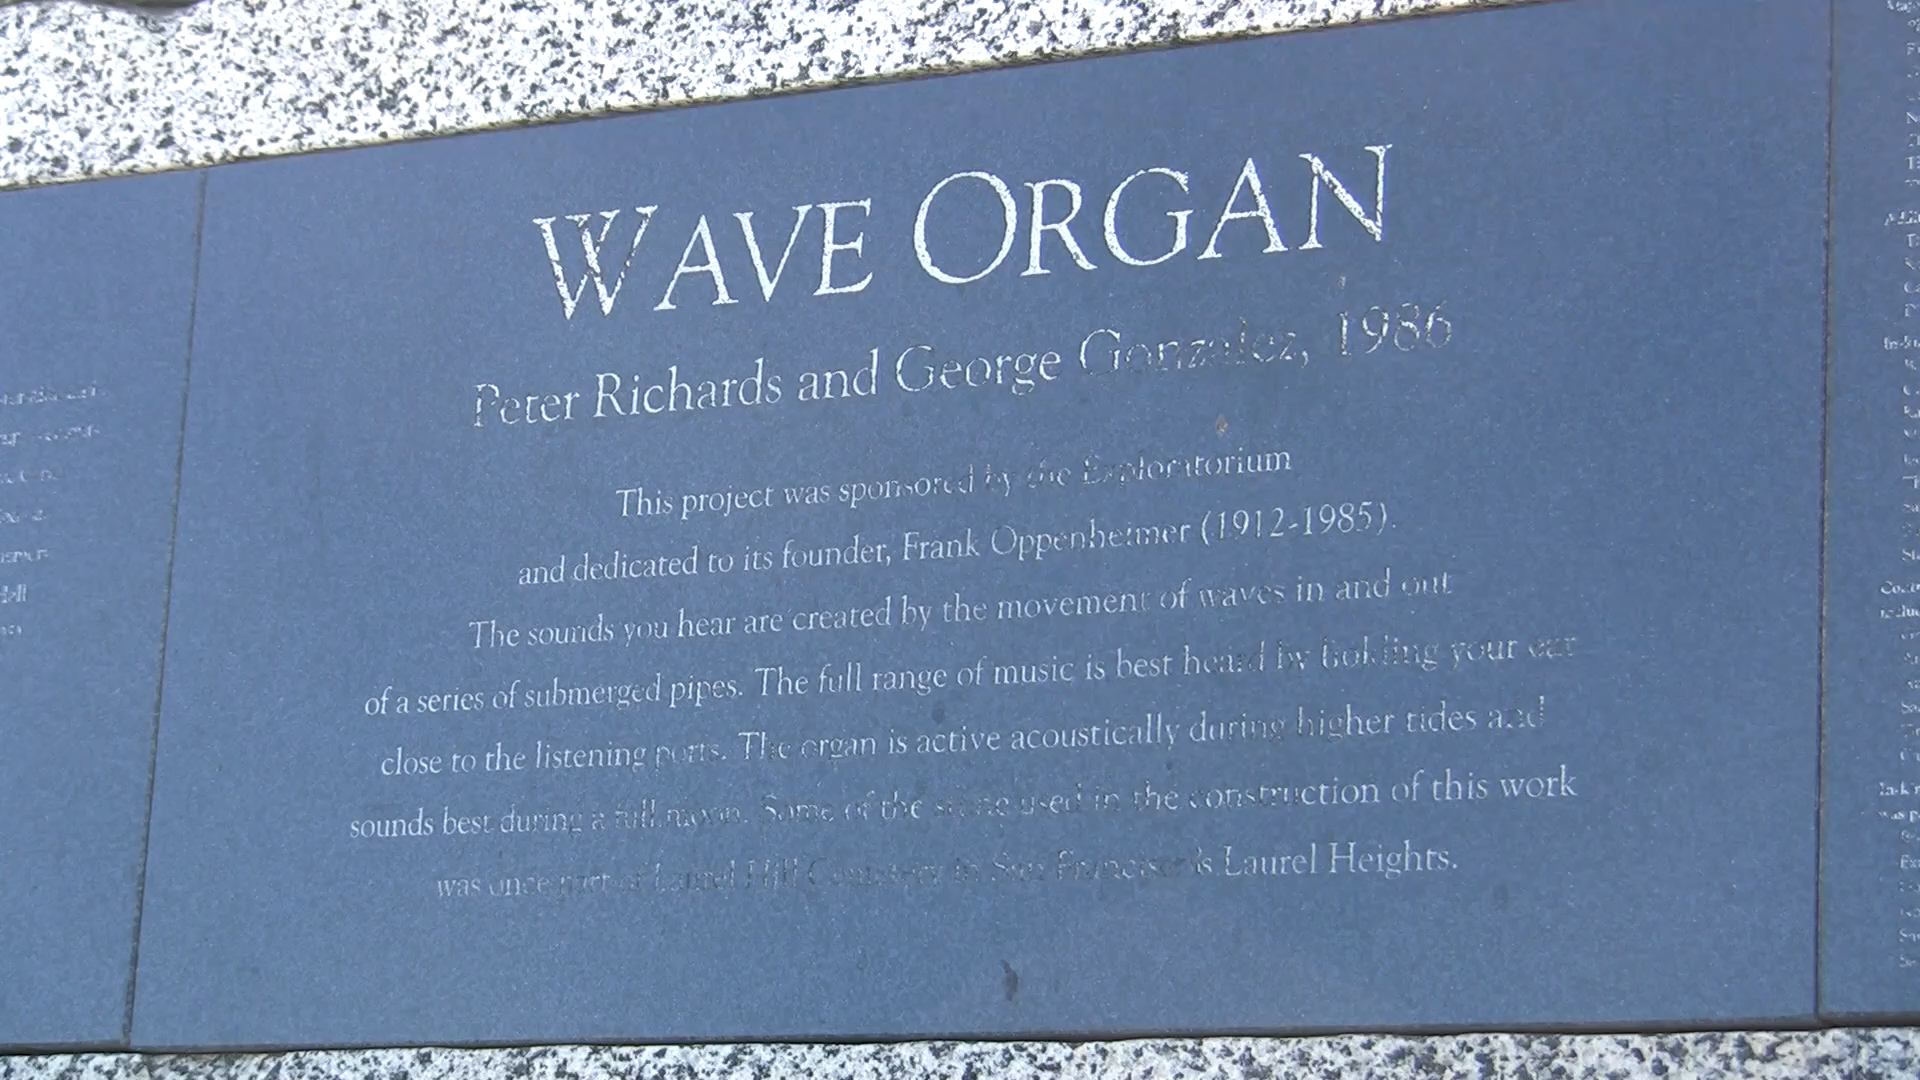 WAVE ORGAN
Peter Richards and George Gonzalez, 1986
This project was sponsored by the Exploratorium
and dedicated to its founder, Frank Oppenheimer (1912-1985).
The sounds you hear are created by the movement of waves in and out
of a series of submerged pipes. The full range of music is best heard by holding your ear
close to the listening ports. The organ is active acoustically during higher tides and
sounds best during a full moon. Some of the stone used in the construction of this work
was once part of Laurel Hill Cemetery in San Francisco's Laurel Heights.